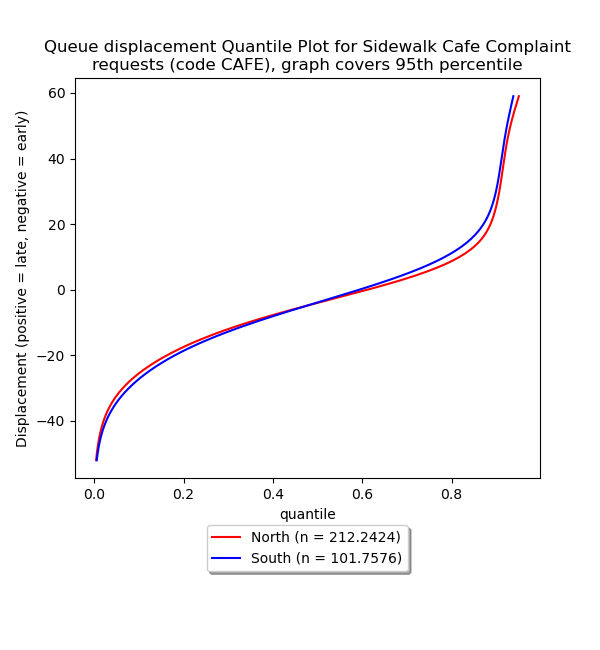 Queue displacement Quantile Plot for Sidewalk Cafe Complaint
requests (code CAFE), graph covers 95th percentile
Displacement (positive = late, negative = early)
60
40
20
0
−20
−40
0.0 0.2 0.4 0.6 0.8
quantile
North (n = 212.2424)
South (n = 101.7576)